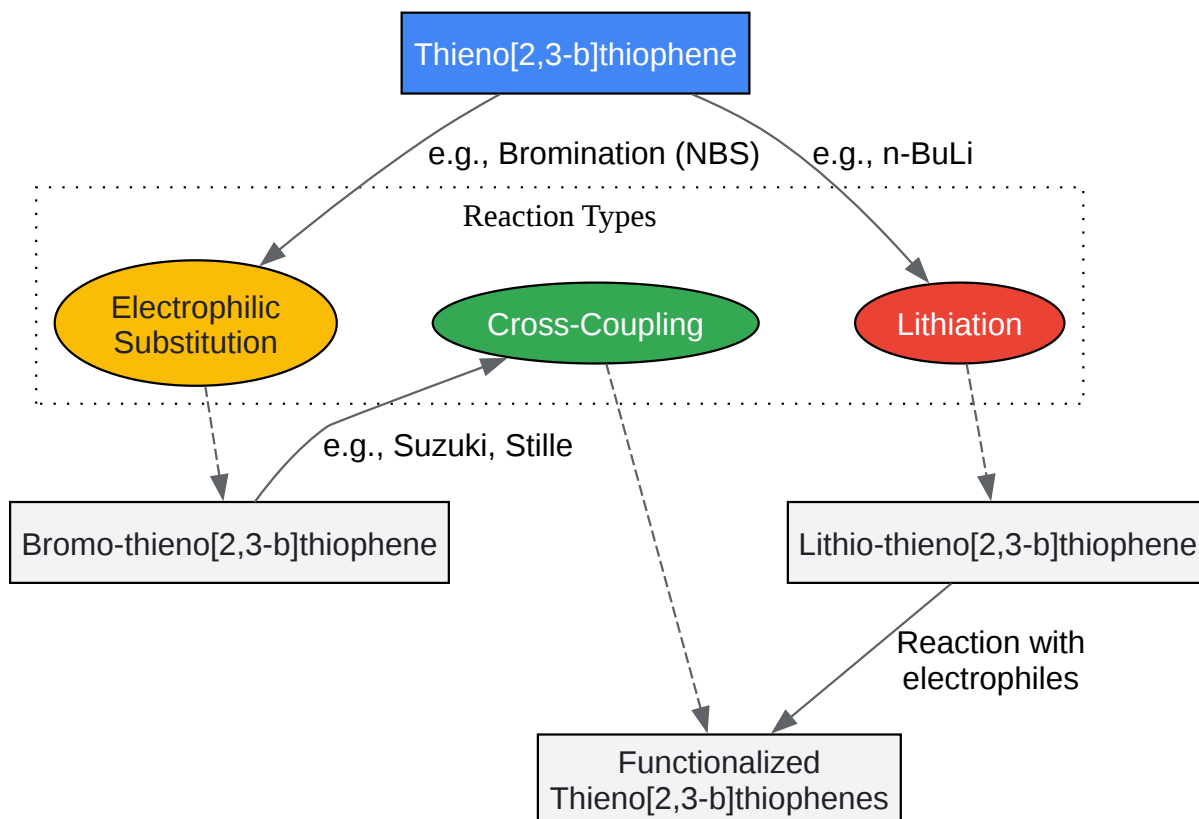 Thieno[2,3-b]thiophene
e.g., Bromination (NBS)
e.g., n-BuLi
Reaction Types
Electrophilic
Substitution
Cross-Coupling
Lithiation
e.g., Suzuki, Stille
Bromo-thieno[2,3-b]thiophene
Lithio-thieno[2,3-b]thiophene
Reaction with
electrophiles
Functionalized
Thieno[2,3-b]thiophenes